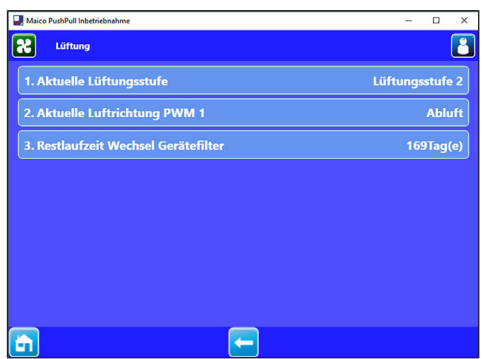 Maico PushPull Inbetriebnahme
Lüftung
1. Aktuelle Lüftungsstufe Lüftungsstufe 2
2. Aktuelle Luftrichtung PWM 1 Abluft
3. Restlaufzeit Wechsel Gerätefilter 169Tag(e)